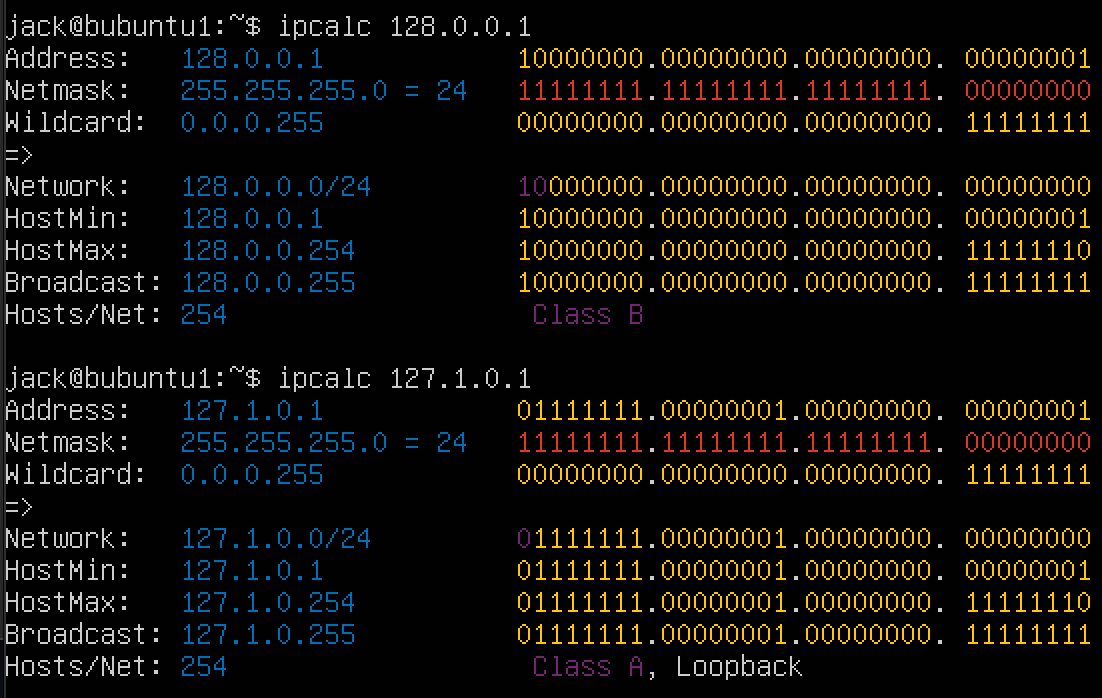 jack@bubuntu1:~$ ipcalc 128.0.0.1
Address:   128.0.0.1            10000000.00000000.00000000. 00000001
Netmask:   255.255.255.0 = 24   11111111.11111111.11111111. 00000000
Wildcard:  0.0.0.255            00000000.00000000.00000000. 11111111
=>
Network:   128.0.0.0/24         10000000.00000000.00000000. 00000000
HostMin:   128.0.0.1            10000000.00000000.00000000. 00000001
HostMax:   128.0.0.254          10000000.00000000.00000000. 11111110
Broadcast: 128.0.0.255          10000000.00000000.00000000. 11111111
Hosts/Net: 254                   Class B

jack@bubuntu1:~$ ipcalc 127.1.0.1
Address:   127.1.0.1            01111111.00000001.00000000. 00000001
Netmask:   255.255.255.0 = 24   11111111.11111111.11111111. 00000000
Wildcard:  0.0.0.255            00000000.00000000.00000000. 11111111
=>
Network:   127.1.0.0/24         01111111.00000001.00000000. 00000000
HostMin:   127.1.0.1            01111111.00000001.00000000. 00000001
HostMax:   127.1.0.254          01111111.00000001.00000000. 11111110
Broadcast: 127.1.0.255          01111111.00000001.00000000. 11111111
Hosts/Net: 254                   Class A, Loopback